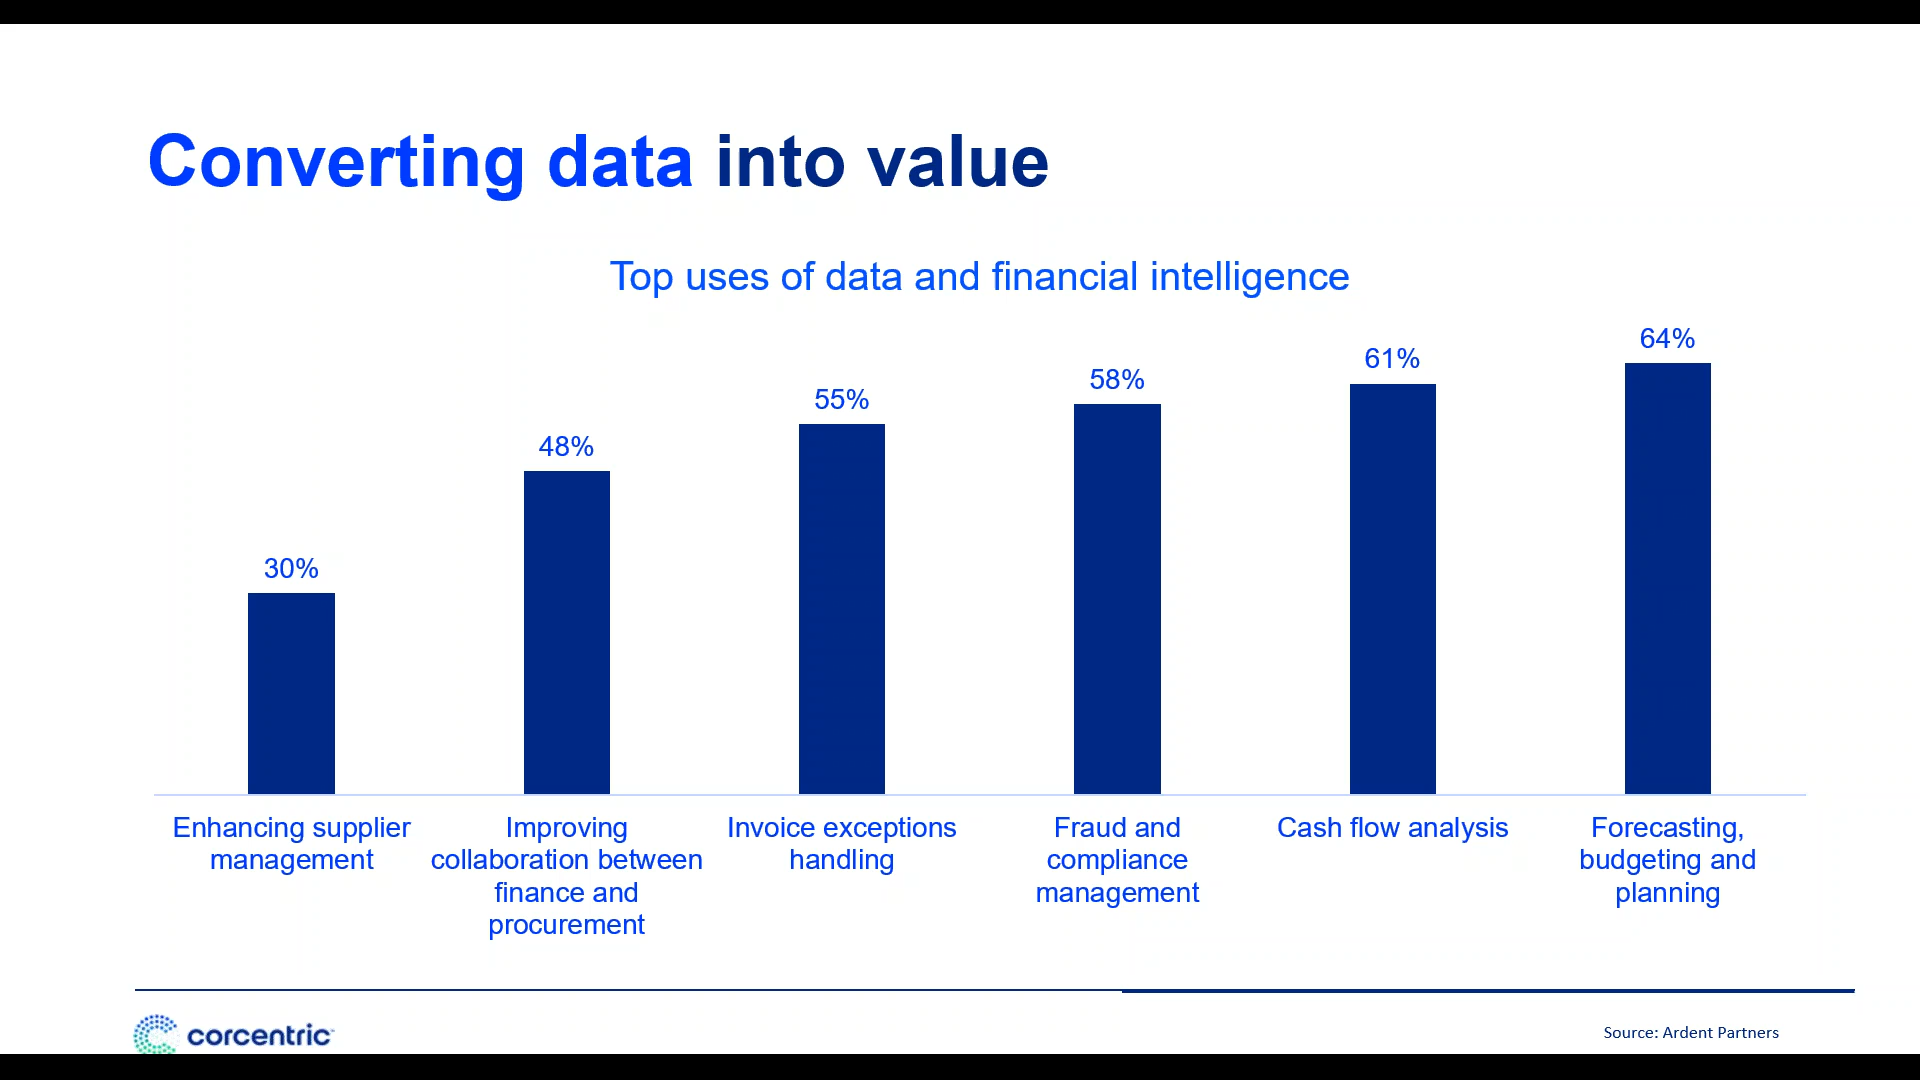 Converting data into value
Top uses of data and financial intelligence
30%
48%
55%
58%
61%
64%
Enhancing supplier
management
Improving
collaboration between
finance and
procurement
Invoice exceptions
handling
Fraud and
compliance
management
Cash flow analysis
Forecasting,
budgeting and
planning
corcentric
Source: Ardent Partners